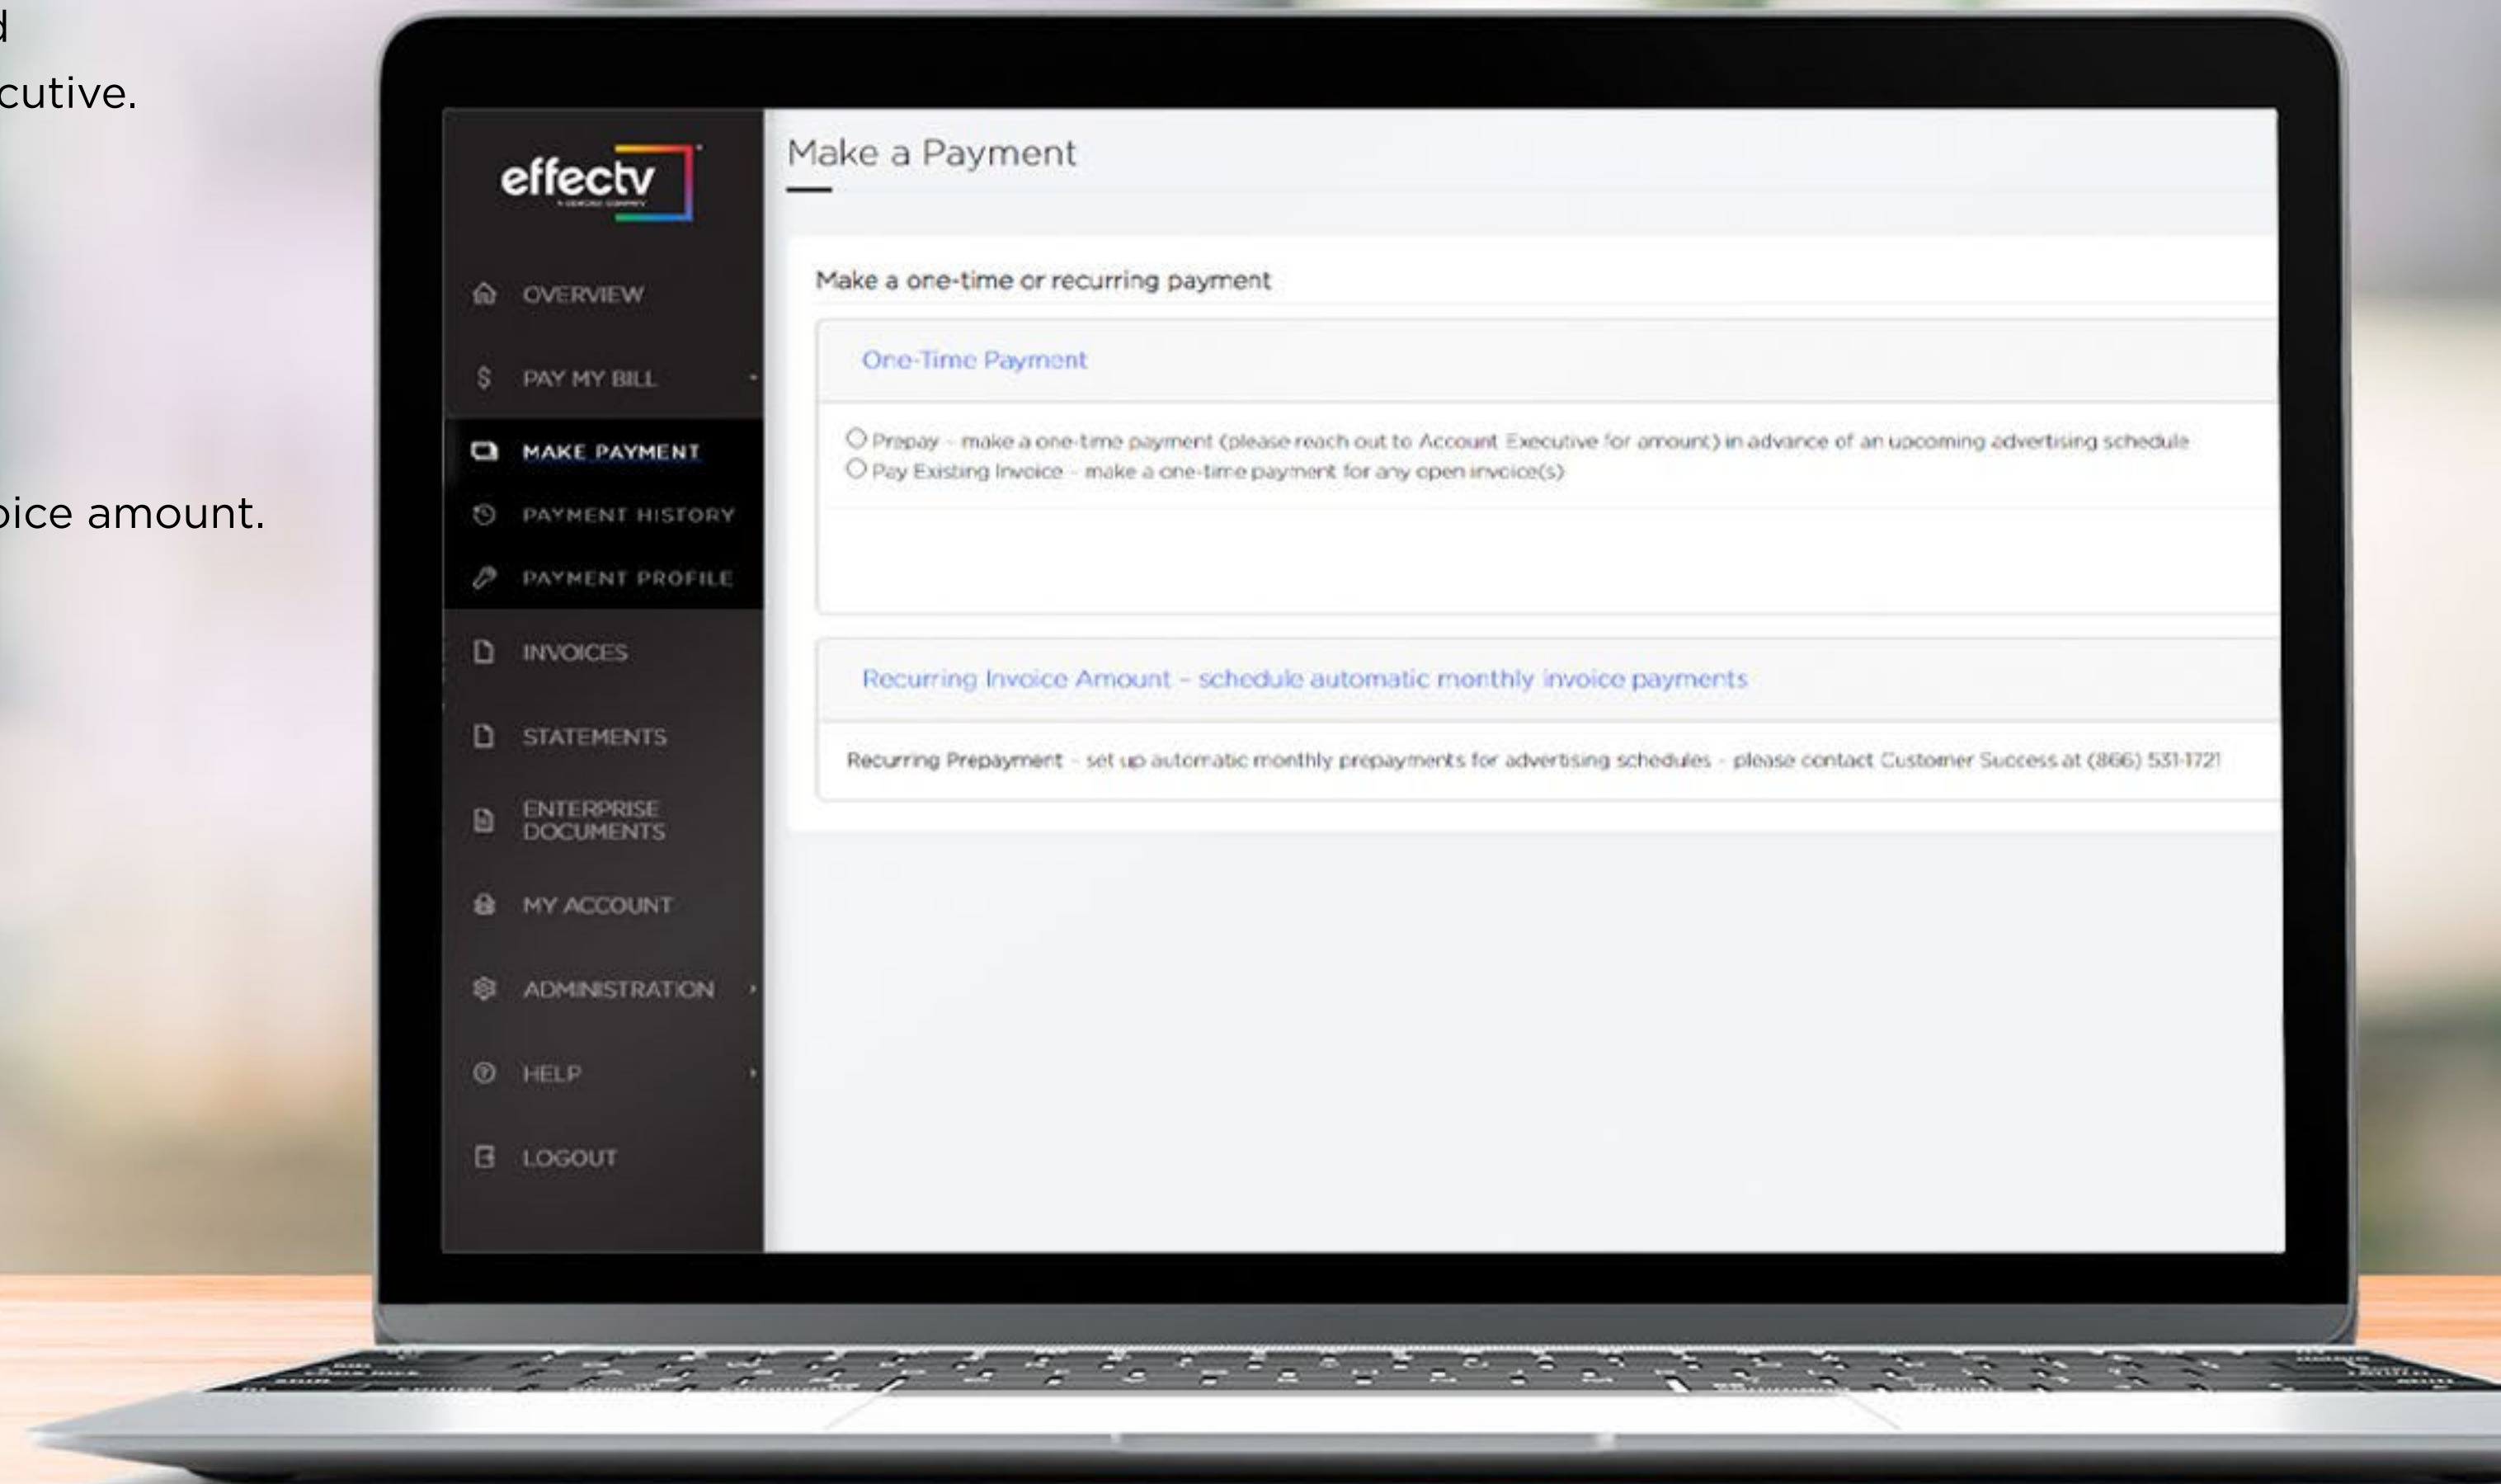 d
cutive.
oice amount.
effectv
A COMCAST COMPANY
OVERVIEW
$ PAY MY BILL
MAKE PAYMENT
PAYMENT HISTORY
PAYMENT PROFILE
INVOICES
STATEMENTS
ENTERPRISE
DOCUMENTS
MY ACCOUNT
ADMINISTRATION
HELP
LOGOUT
Make a Payment
Make a one-time or recurring payment
One-Time Payment
Prepay - make a one-time payment (please reach out to Account Executive for amount) in advance of an upcoming advertising schedule
Pay Existing Invoice - make a one-time payment for any open invoice(s)
Recurring Invoice Amount - schedule automatic monthly invoice payments
Recurring Prepayment - set up automatic monthly prepayments for advertising schedules - please contact Customer Success at (866) 531-1721